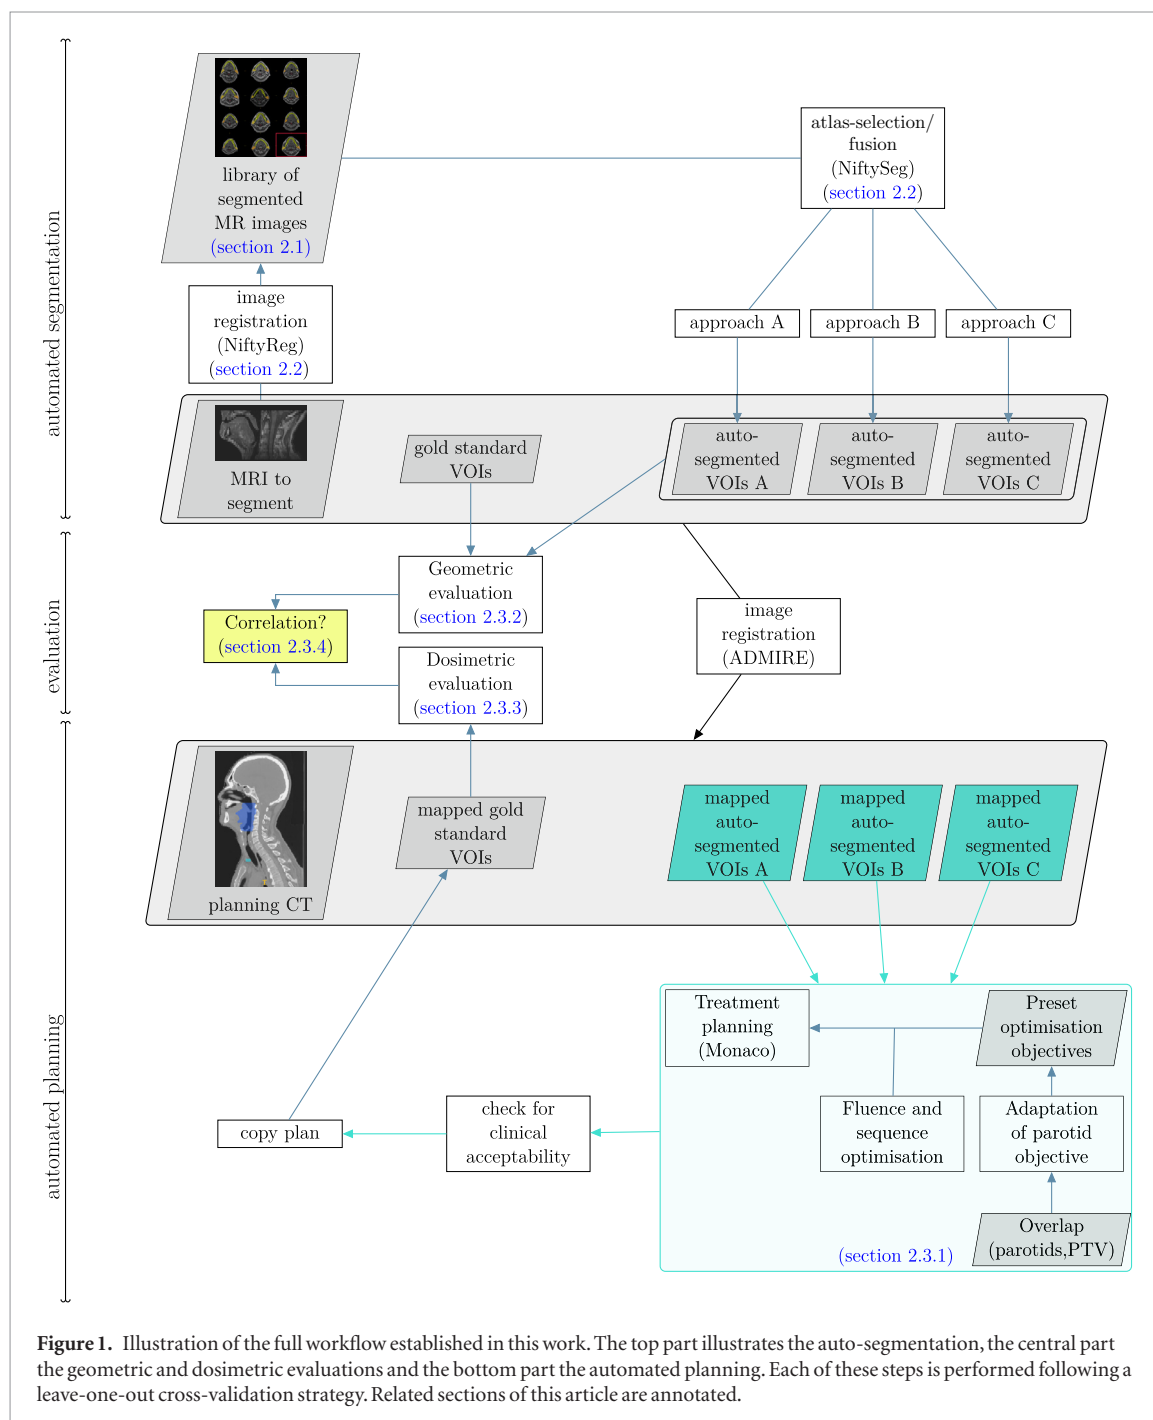 automated segmentation
library of
segmented
MR images
(section 2.1)
atlas-selection/
fusion
(NiftySeg)
(section 2.2)
image
registration
(NiftyReg)
(section 2.2)
approach A
approach B
approach C
MRI to
segment
gold standard
VOIs
auto-
segmented
VOIs A
auto-
segmented
VOIs B
auto-
segmented
VOIs C
evaluation
Geometric
evaluation
(section 2.3.2)
Correlation?
(section 2.3.4)
Dosimetric
evaluation
(section 2.3.3)
image
registration
(ADMIRE)
automated planning
planning CT
mapped gold
standard
VOIs
mapped
auto-
segmented
VOIs A
mapped
auto-
segmented
VOIs B
mapped
auto-
segmented
VOIs C
Treatment
planning
(Monaco)
Preset
optimisation
objectives
Fluence and
sequence
optimisation
Adaptation
of parotid
objective
Overlap
(parotids,PTV)
(section 2.3.1)
check for
clinical
acceptability
copy plan
Figure 1. Illustration of the full workflow established in this work. The top part illustrates the auto-segmentation, the central part
the geometric and dosimetric evaluations and the bottom part the automated planning. Each of these steps is performed following a
leave-one-out cross-validation strategy. Related sections of this article are annotated.